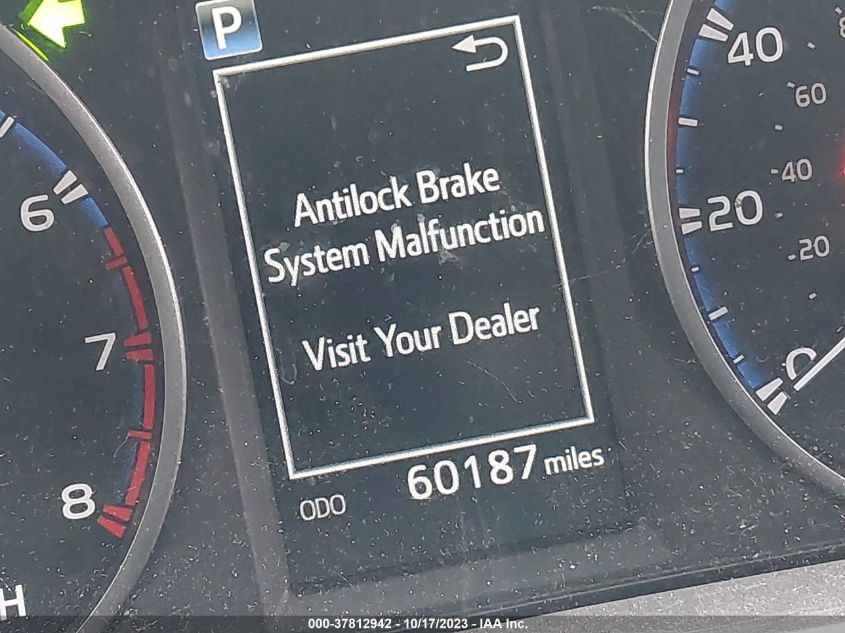 P
Antilock Brake
System Malfunction
Visit Your Dealer
ODO 60187 miles
6
7
8
H
40
20
0
60
40
20
000-37812942 - 10/17/2023 - IAA Inc.